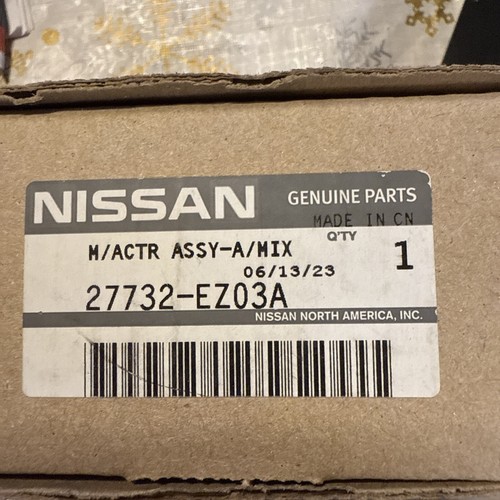 NISSAN GENUINE PARTS
MADE IN CN
Q'TY
M/ACTR ASSY-A/MIX 1
06/13/23
27732-EZ03A
NISSAN NORTH AMERICA, INC.